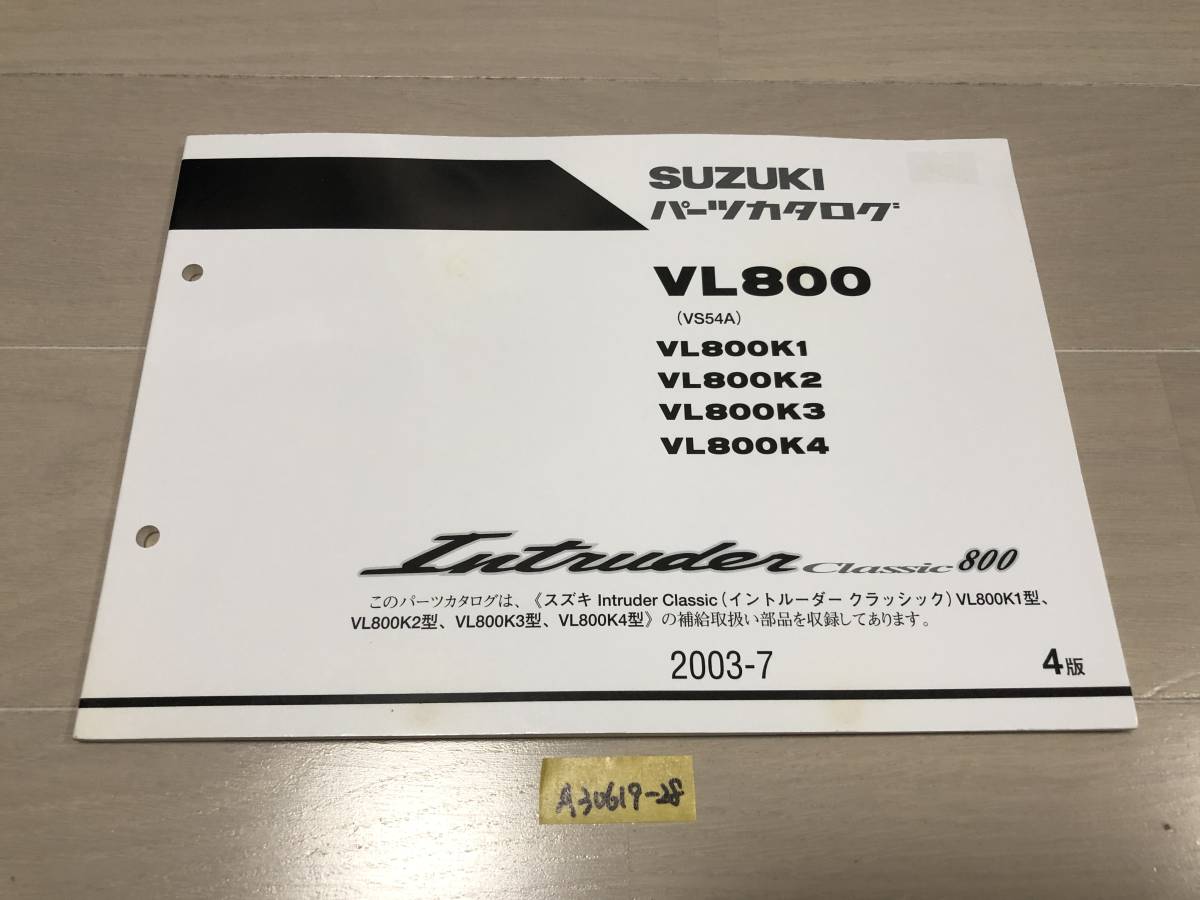 SUZUKI
パーツカタログ
VL800
(VS54A)
VL800K1
VL800K2
VL800K3
VL800K4
Intruder Classic 800
このパーツカタログは、《スズキ Intruder Classic(イントルーダー クラッシック)VL800K1型、
VL800K2型、VL800K3型、VL800K4型》の補給取扱い部品を収録してあります。
2003-7 4版
A30619-28